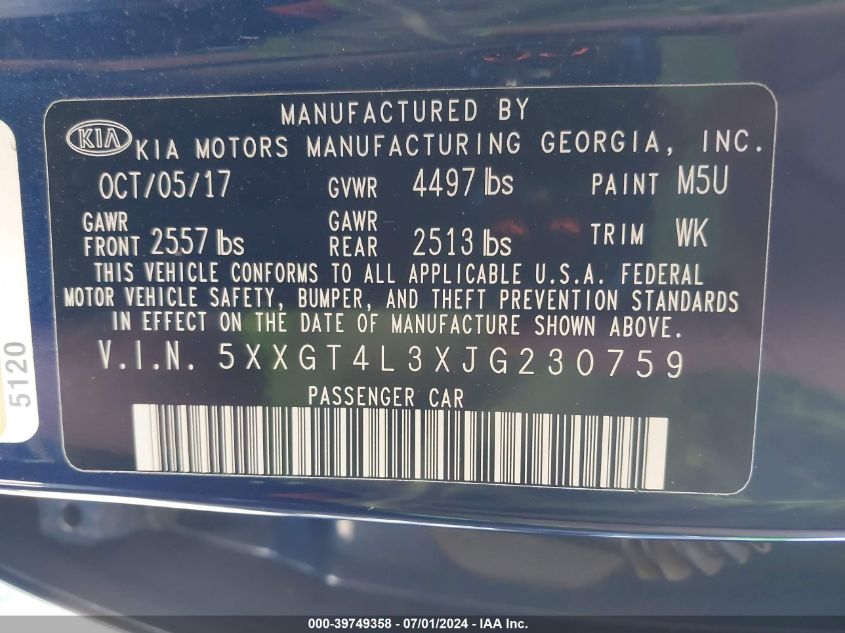 MANUFACTURED BY
KIA KIA MOTORS MANUFACTURING GEORGIA, INC.
OCT/05/17 GVWR 4497 lbs PAINT M5U
GAWR FRONT 2557 lbs GAWR REAR 2513 lbs TRIM WK
THIS VEHICLE CONFORMS TO ALL APPLICABLE U.S.A. FEDERAL
MOTOR VEHICLE SAFETY, BUMPER, AND THEFT PREVENTION STANDARDS
IN EFFECT ON THE DATE OF MANUFACTURE SHOWN ABOVE.
V.I.N. 5XXGT4L3XJG230759
PASSENGER CAR
5120
000-39749358 - 07/01/2024 - IAA Inc.